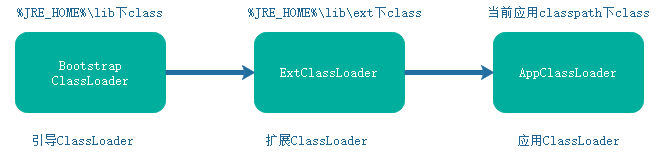 %JRE_HOME%\lib下class
%JRE_HOME%\lib\ext下class
当前应用classpath下class
Bootstrap
ClassLoader
ExtClassLoader
AppClassLoader
引导ClassLoader
扩展ClassLoader
应用ClassLoader